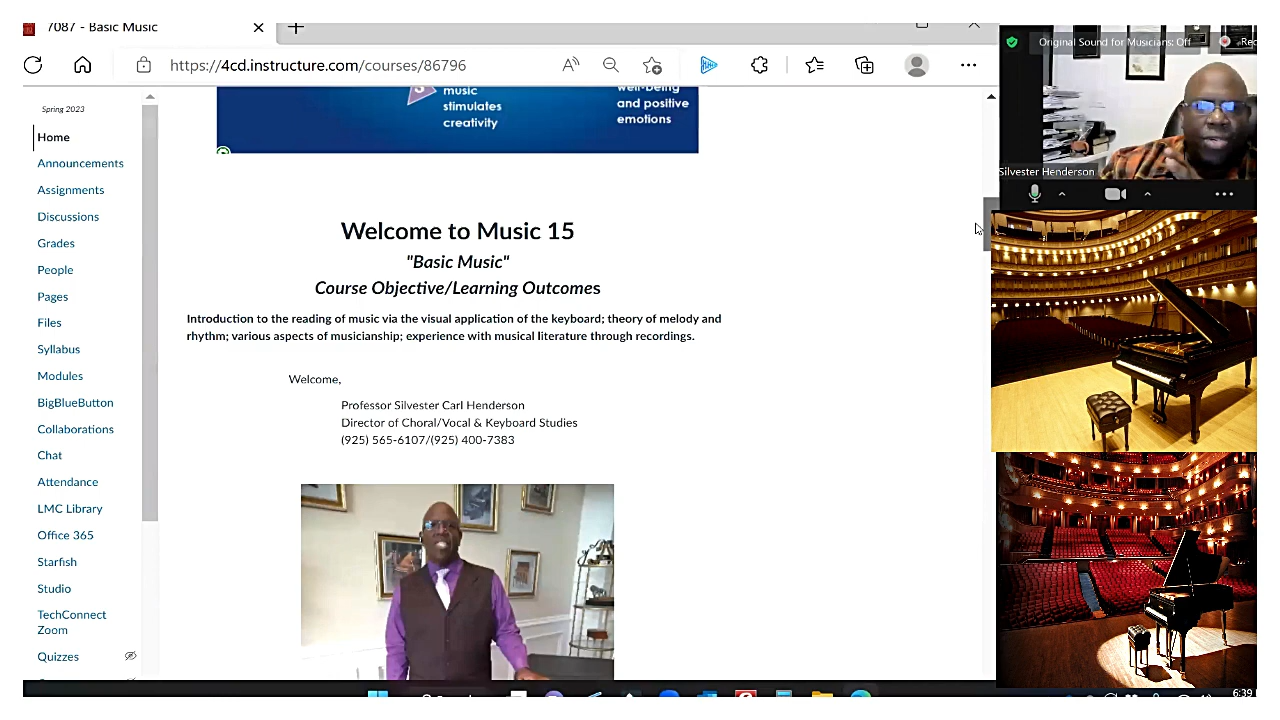 7087 - Basic Music
Original Sound for Musicians: Off
Rec
https://4cd.instructure.com/courses/86796
Spring 2023
Home
Announcements
Assignments
Discussions
Grades
People
Pages
Files
Syllabus
Modules
BigBlueButton
Collaborations
Chat
Attendance
LMC Library
Office 365
Starfish
Studio
TechConnect
Zoom
Quizzes
music
stimulates
creativity
well-being
and positive
emotions
Welcome to Music 15
"Basic Music"
Course Objective/Learning Outcomes
Introduction to the reading of music via the visual application of the keyboard; theory of melody and
rhythm; various aspects of musicianship; experience with musical literature through recordings.
Welcome,
Professor Silvester Carl Henderson
Director of Choral/Vocal & Keyboard Studies
(925) 565-6107/(925) 400-7383
Silvester Henderson
6:39